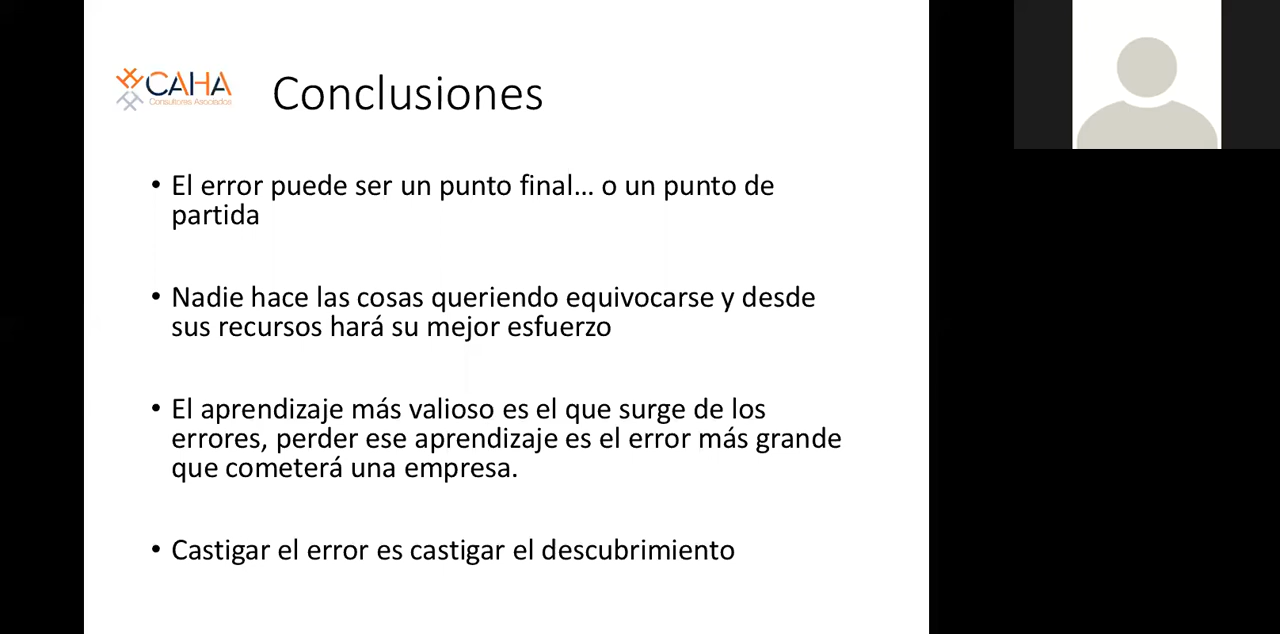 CAHA
Consultores Asociados
Conclusiones
• El error puede ser un punto final... o un punto de
partida
• Nadie hace las cosas queriendo equivocarse y desde
sus recursos hará su mejor esfuerzo
• El aprendizaje más valioso es el que surge de los
errores, perder ese aprendizaje es el error más grande
que cometerá una empresa.
• Castigar el error es castigar el descubrimiento